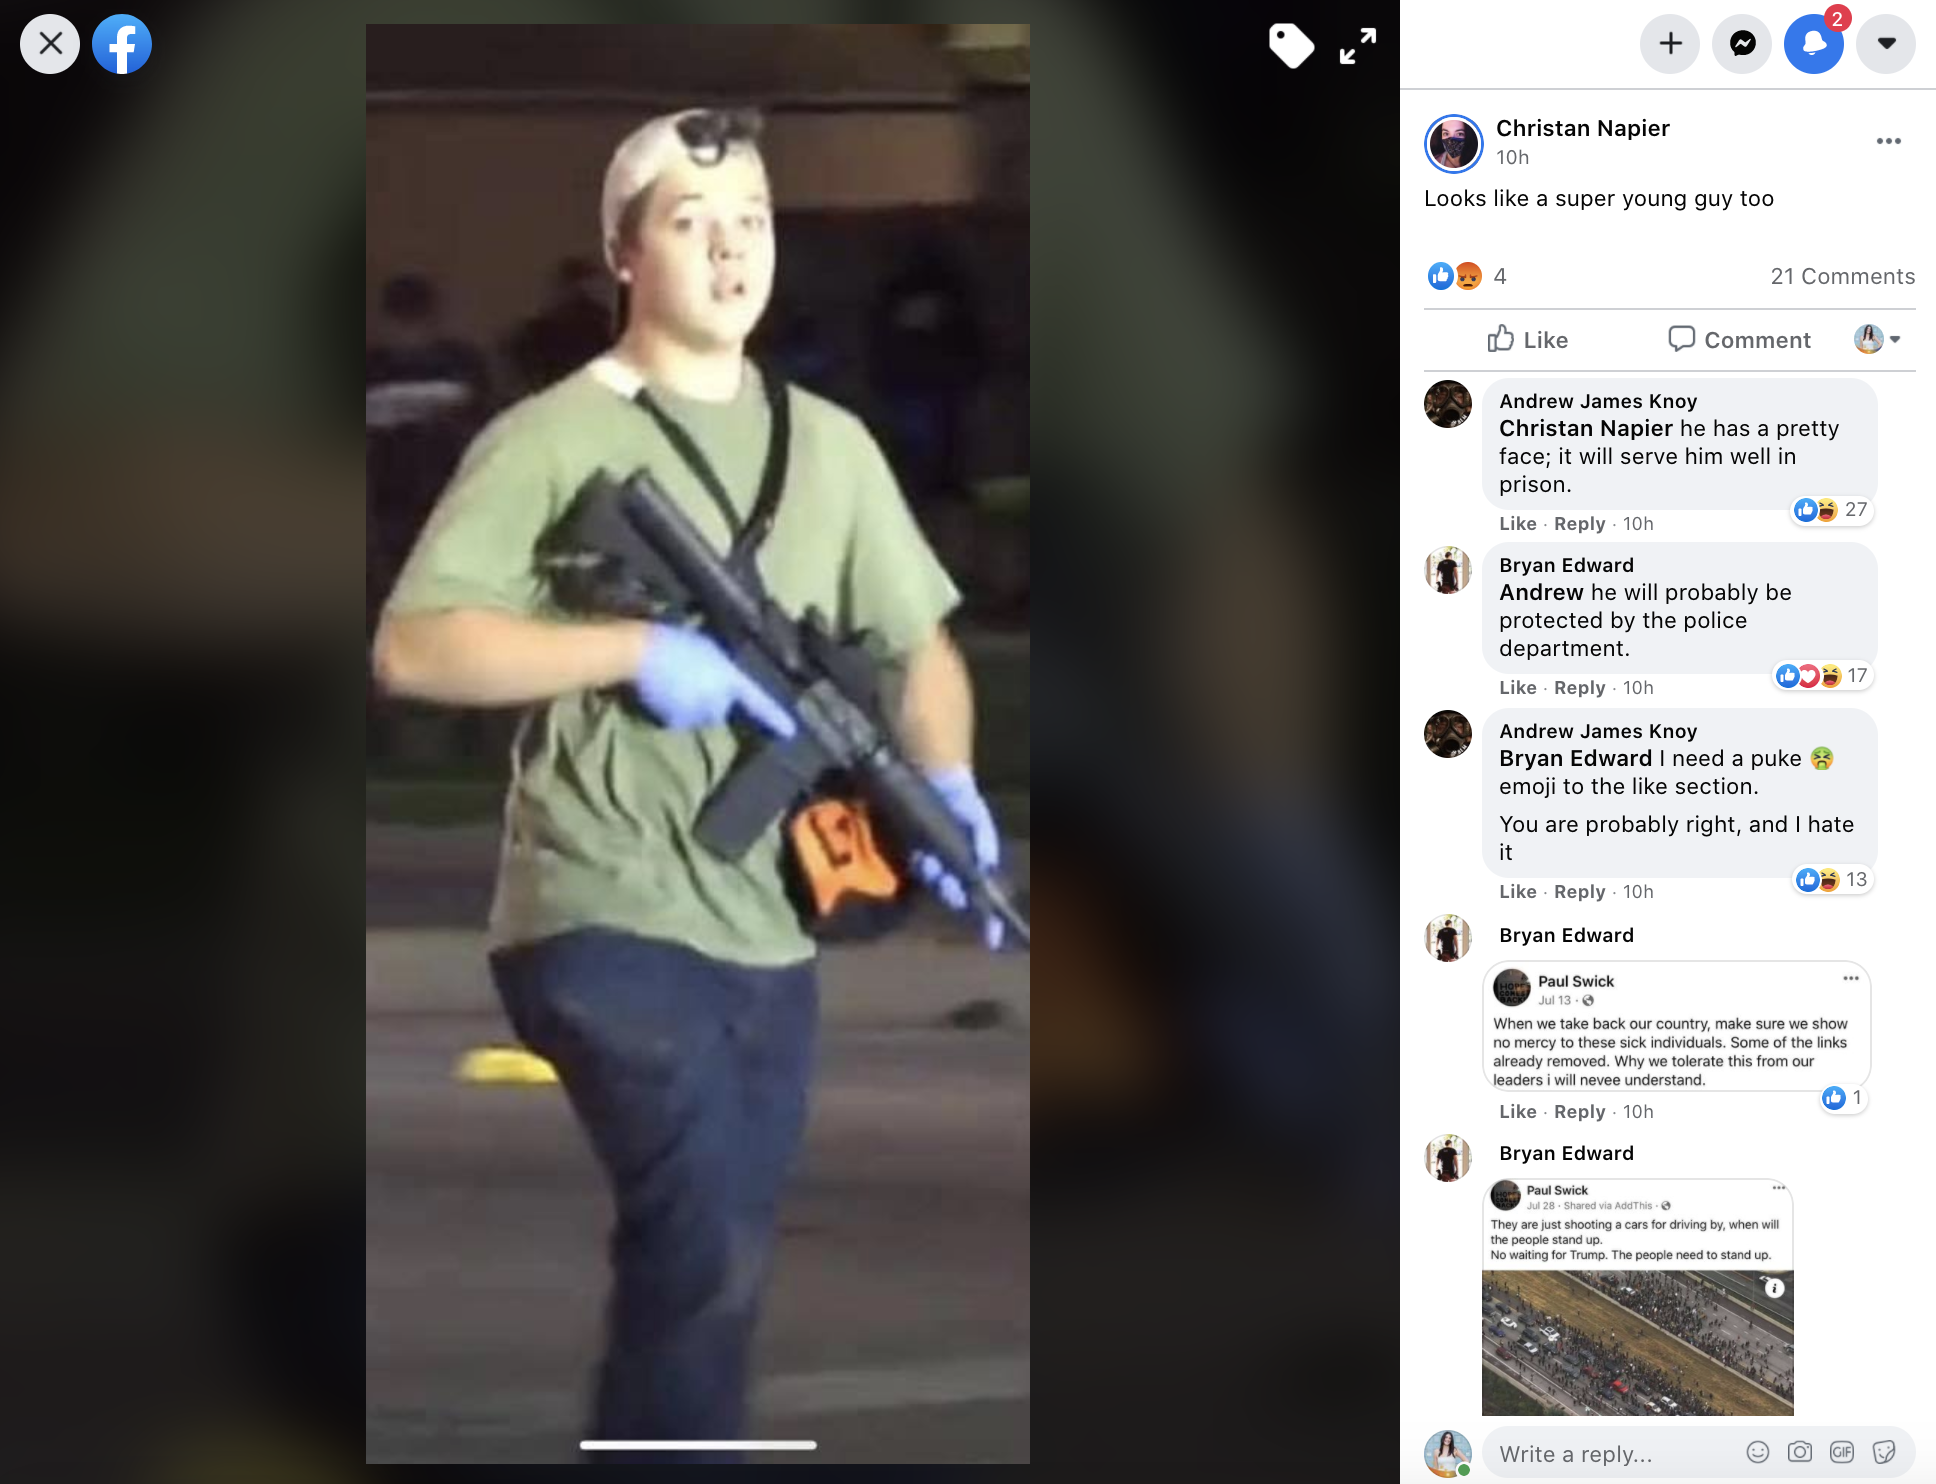 2
Christan Napier
10h
Looks like a super young guy too
4
21 Comments
Like
Comment
Andrew James Knoy
Christan Napier he has a pretty
face; it will serve him well in
prison.
27
Like · Reply · 10h
Bryan Edward
Andrew he will probably be
protected by the police
department.
17
Like · Reply · 10h
Andrew James Knoy
Bryan Edward I need a puke 🤮
emoji to the like section.
You are probably right, and I hate
it
13
Like · Reply · 10h
Bryan Edward
Paul Swick
Jul 13 ·
When we take back our country, make sure we show
no mercy to these sick individuals. Some of the links
already removed. Why we tolerate this from our
leaders i will nevee understand.
1
Like · Reply · 10h
Bryan Edward
Paul Swick
Jul 28 · Shared via AddThis ·
They are just shooting a cars for driving by, when will
the people stand up.
No waiting for Trump. The people need to stand up.
Write a reply...
GIF